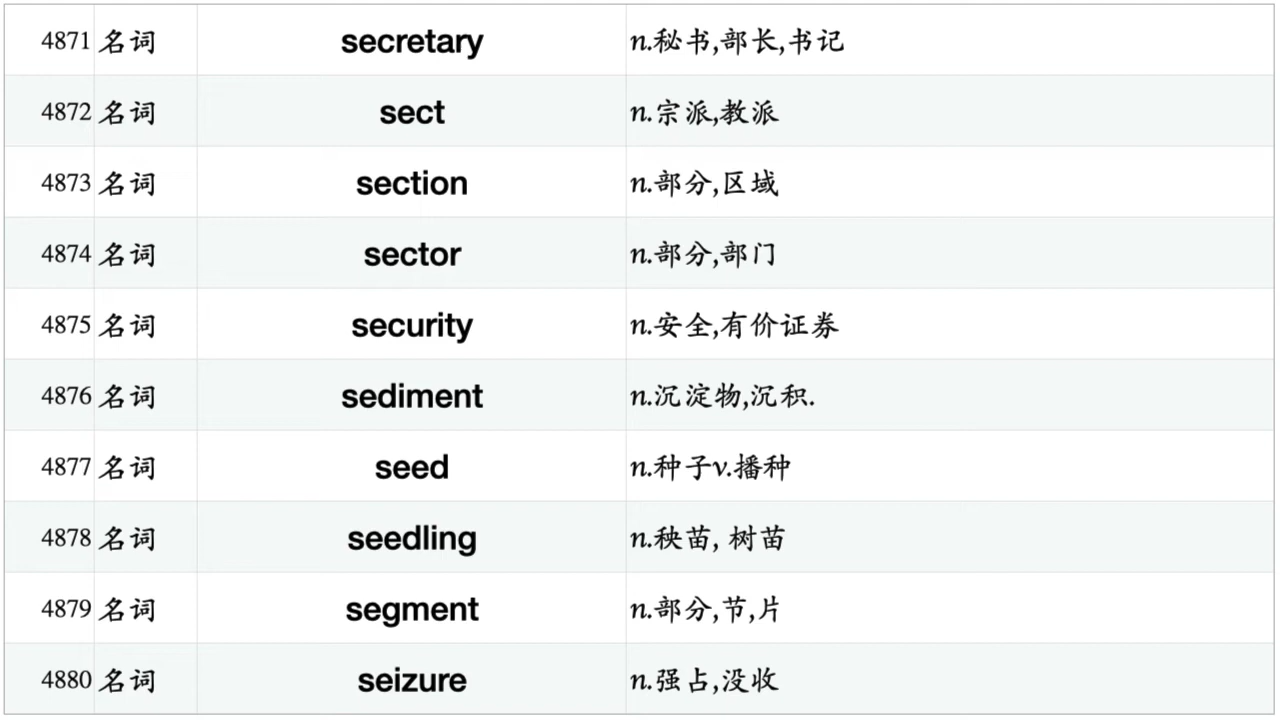 4871 名词 secretary n.秘书,部长,书记
4872 名词 sect n.宗派,教派
4873 名词 section n.部分,区域
4874 名词 sector n.部分,部门
4875 名词 security n.安全,有价证券
4876 名词 sediment n.沉淀物,沉积.
4877 名词 seed n.种子v.播种
4878 名词 seedling n.秧苗, 树苗
4879 名词 segment n.部分,节,片
4880 名词 seizure n.强占,没收